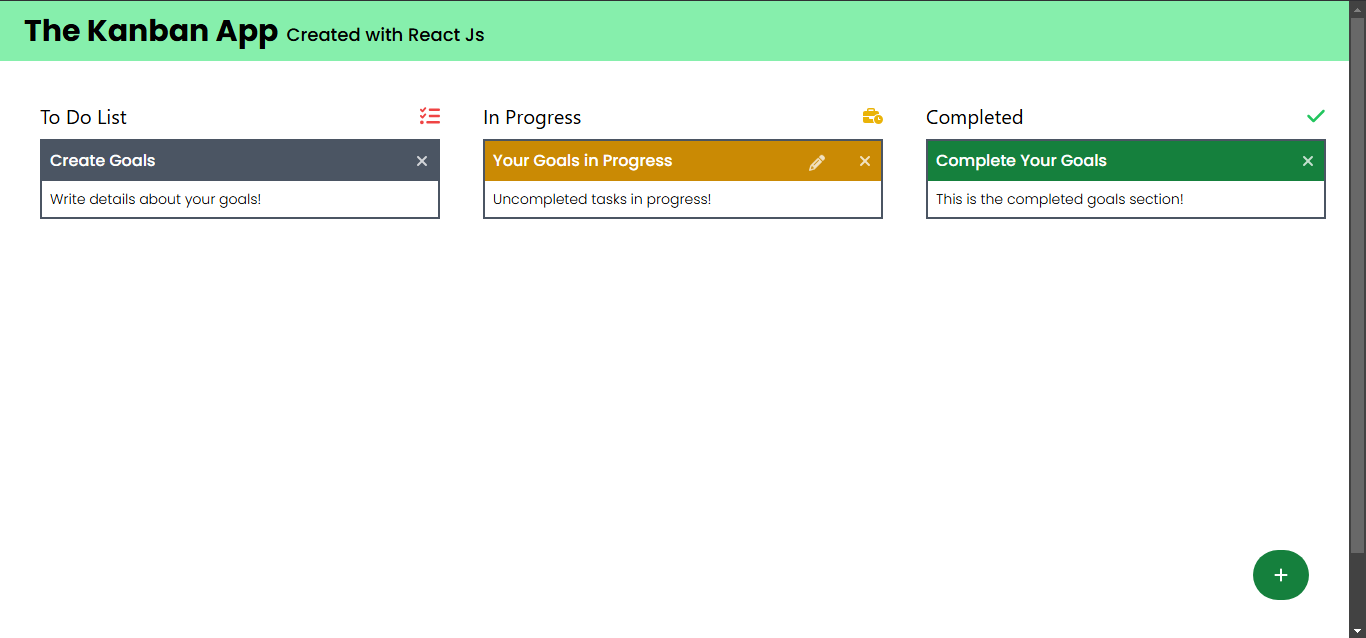 The Kanban App Created with React Js
To Do List
Create Goals
Write details about your goals!
In Progress
Your Goals in Progress
Uncompleted tasks in progress!
Completed
Complete Your Goals
This is the completed goals section!